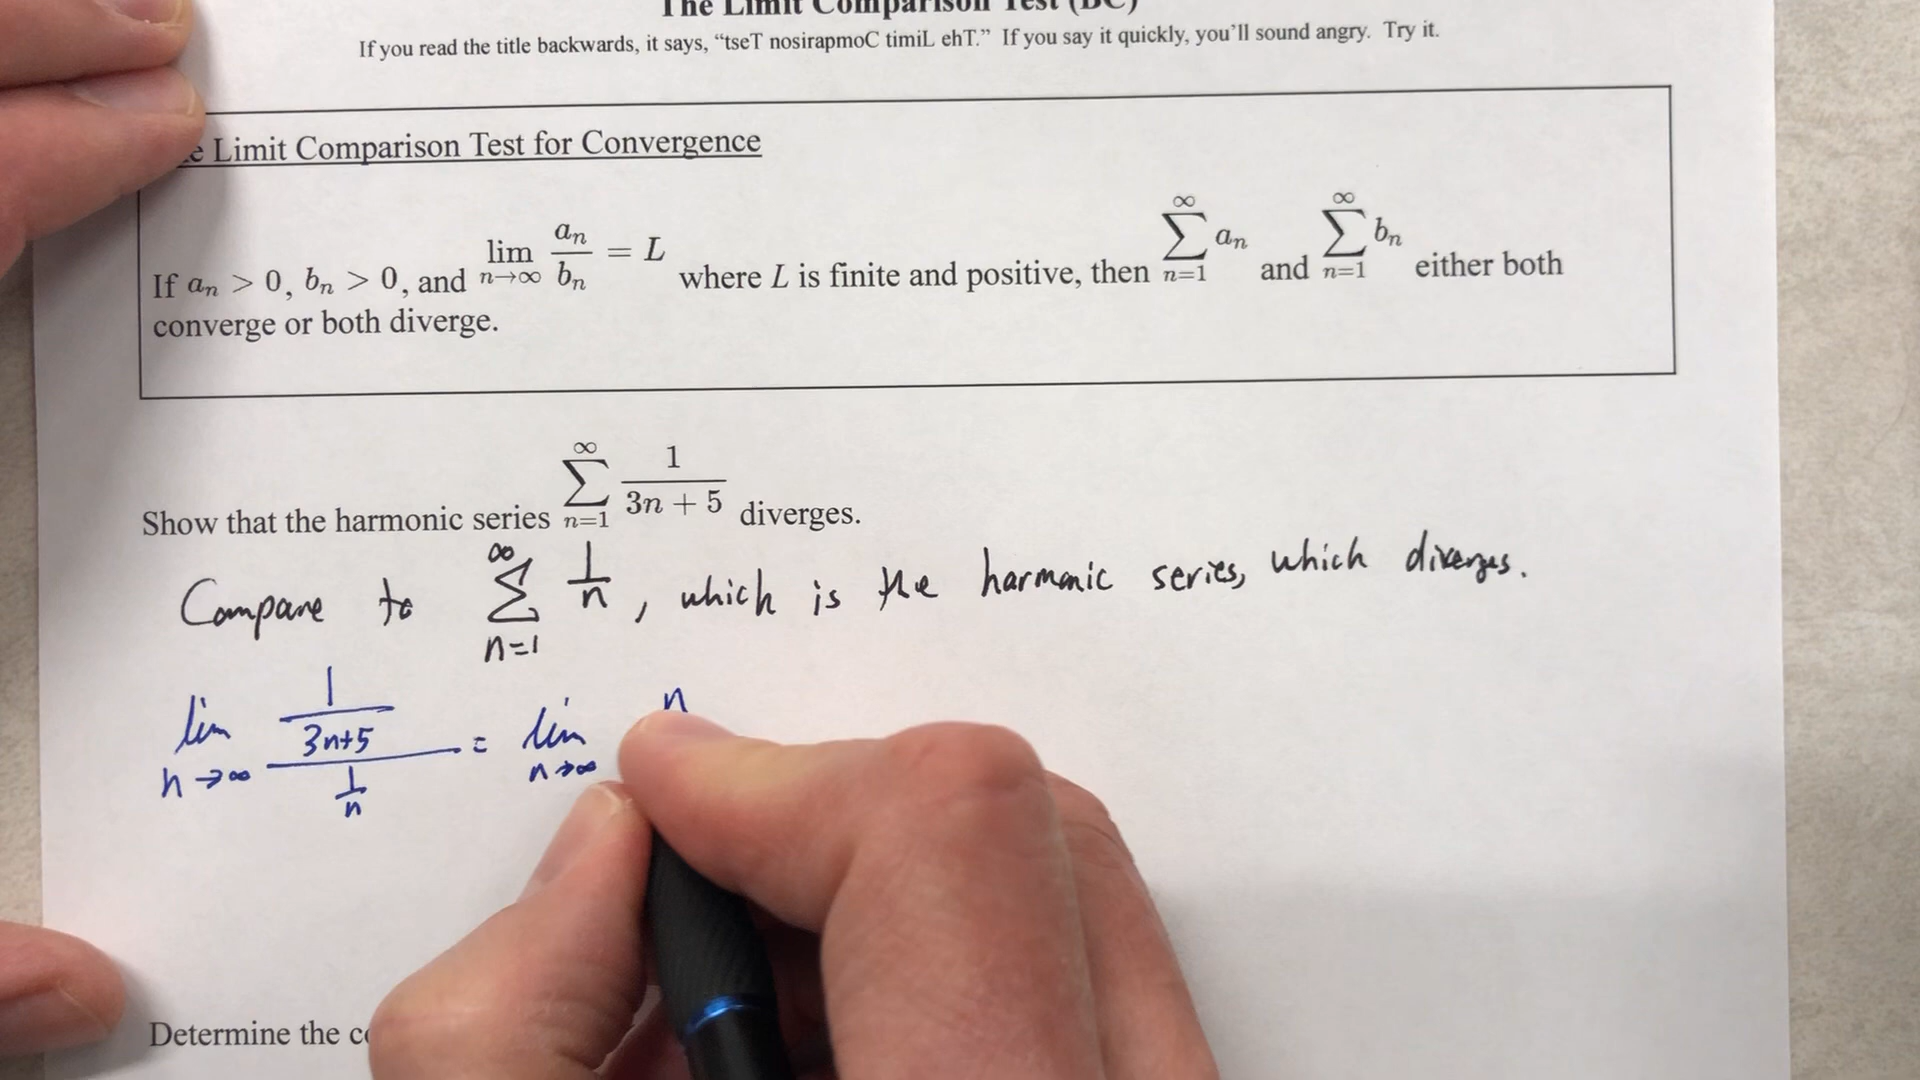 The Limit Comparison Test (BC)
If you read the title backwards, it says, “tseT nosirapmoC timiL ehT.” If you say it quickly, you’ll sound angry. Try it.
e Limit Comparison Test for Convergence
If aₙ > 0, bₙ > 0, and lim n→∞ aₙ/bₙ = L where L is finite and positive, then ∞ ∑ n=1 aₙ and ∞ ∑ n=1 bₙ either both
converge or both diverge.
Show that the harmonic series ∞ ∑ n=1 1/(3n + 5) diverges.
Compare to ∞ ∑ n=1 1/n, which is the harmonic series, which diverges.
lim n→∞ (1/(3n+5))/(1/n) = lim n→∞ n
Determine the